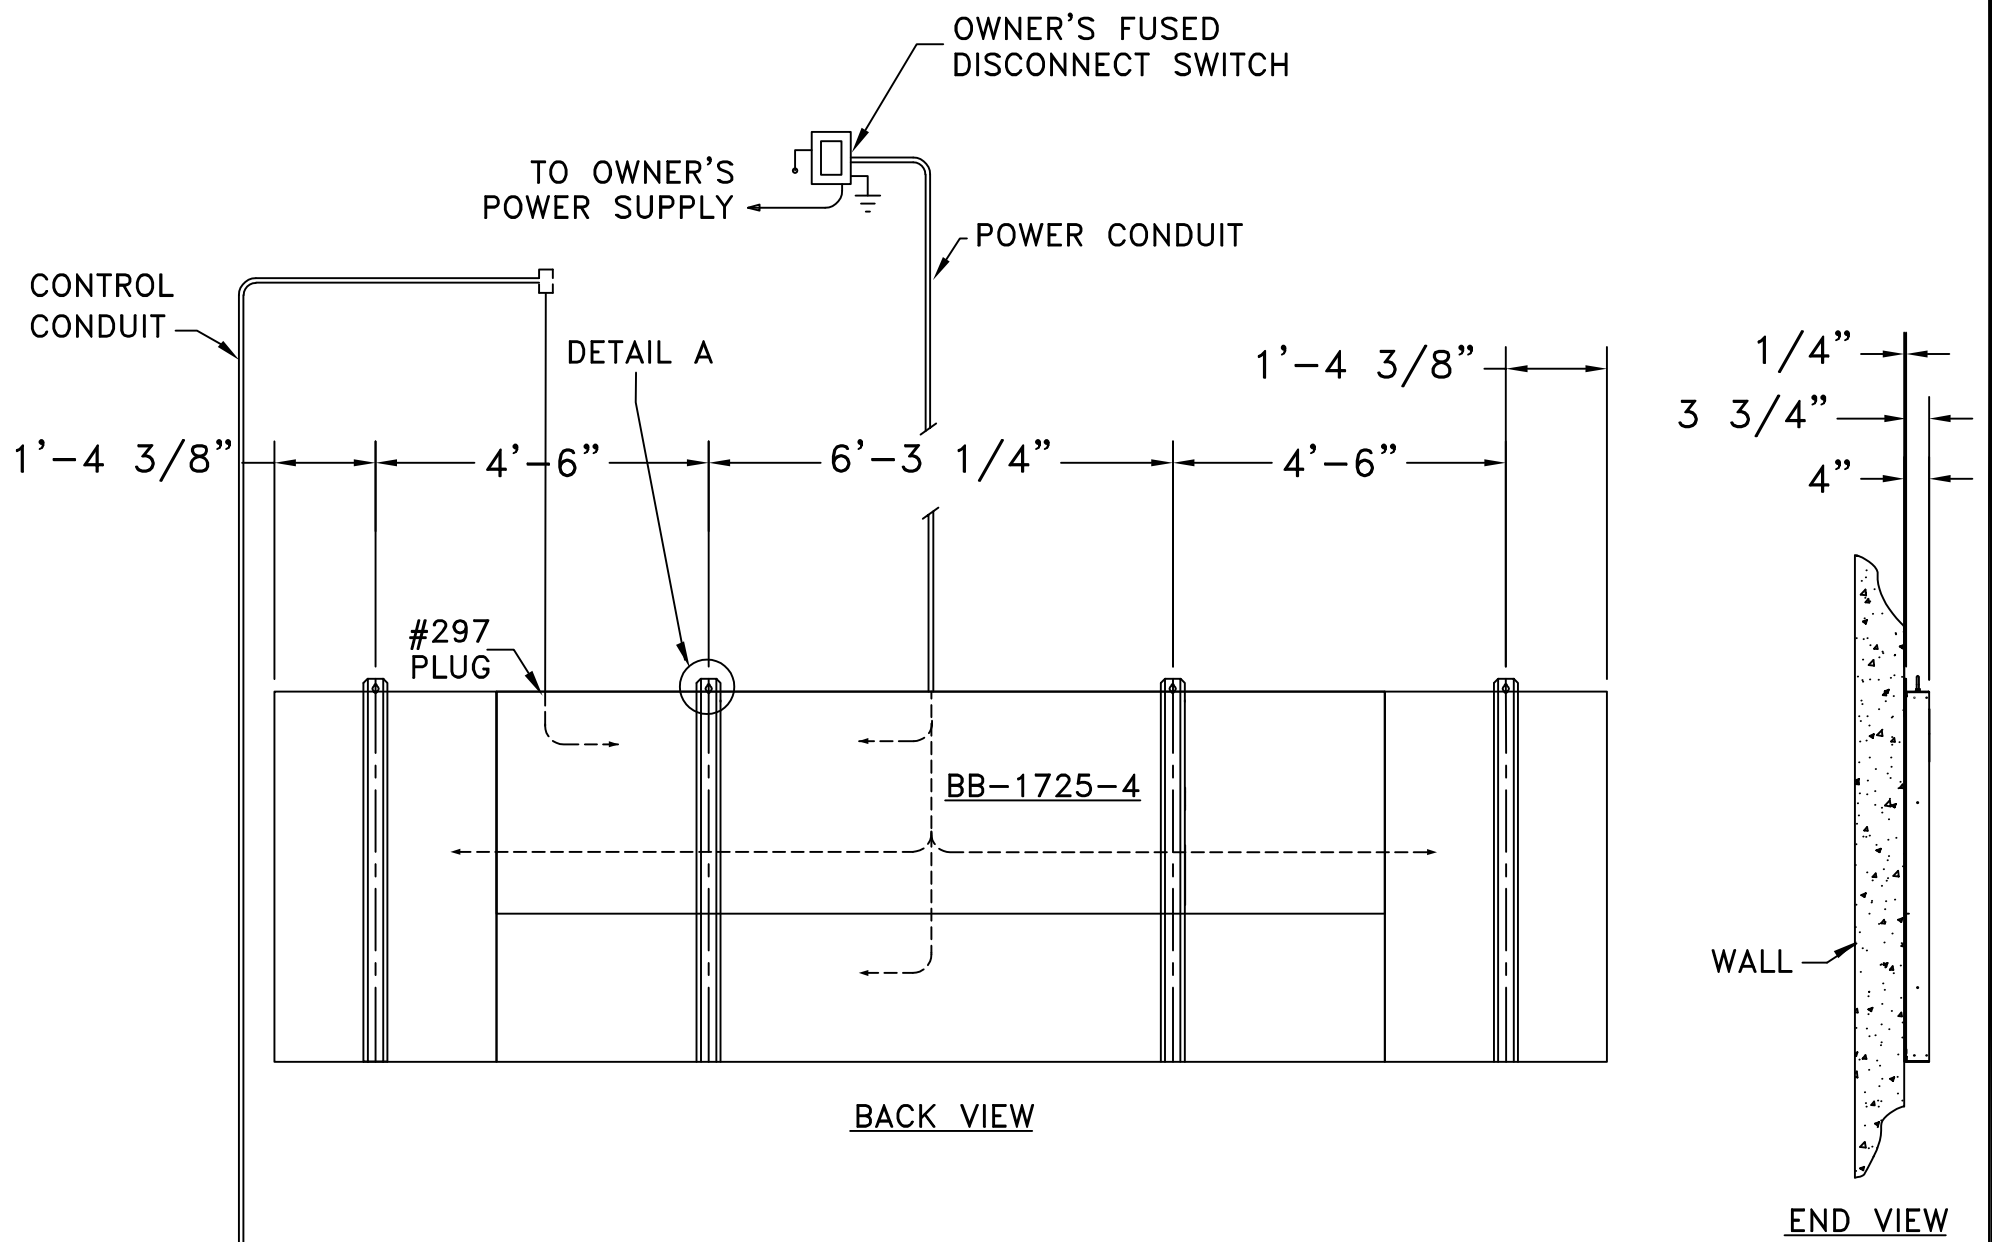 OWNER'S FUSED
DISCONNECT SWITCH
TO OWNER'S
POWER SUPPLY
POWER CONDUIT
CONTROL
CONDUIT
DETAIL A
1'-4 3/8"
1/4"
3 3/4"
4"
1'-4 3/8"
4'-6"
6'-3 1/4"
4'-6"
#297
PLUG
BB-1725-4
WALL
BACK VIEW
END VIEW